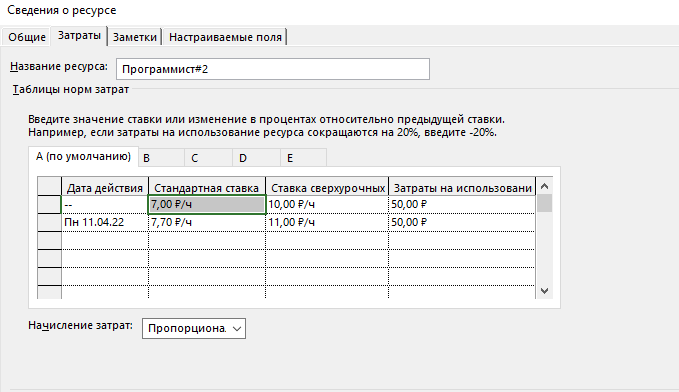 Сведения о ресурсе
Общие Затраты Заметки Настраиваемые поля
Название ресурса: Программист#2
Таблицы норм затрат
Введите значение ставки или изменение в процентах относительно предыдущей ставки.
Например, если затраты на использование ресурса сокращаются на 20%, введите -20%.
A (по умолчанию) B C D E
Дата действия Стандартная ставка Ставка сверхурочных Затраты на использовани
-- 7,00 ₽/ч 10,00 ₽/ч 50,00 ₽
Пн 11.04.22 7,70 ₽/ч 11,00 ₽/ч 50,00 ₽
Начисление затрат: Пропорциона.